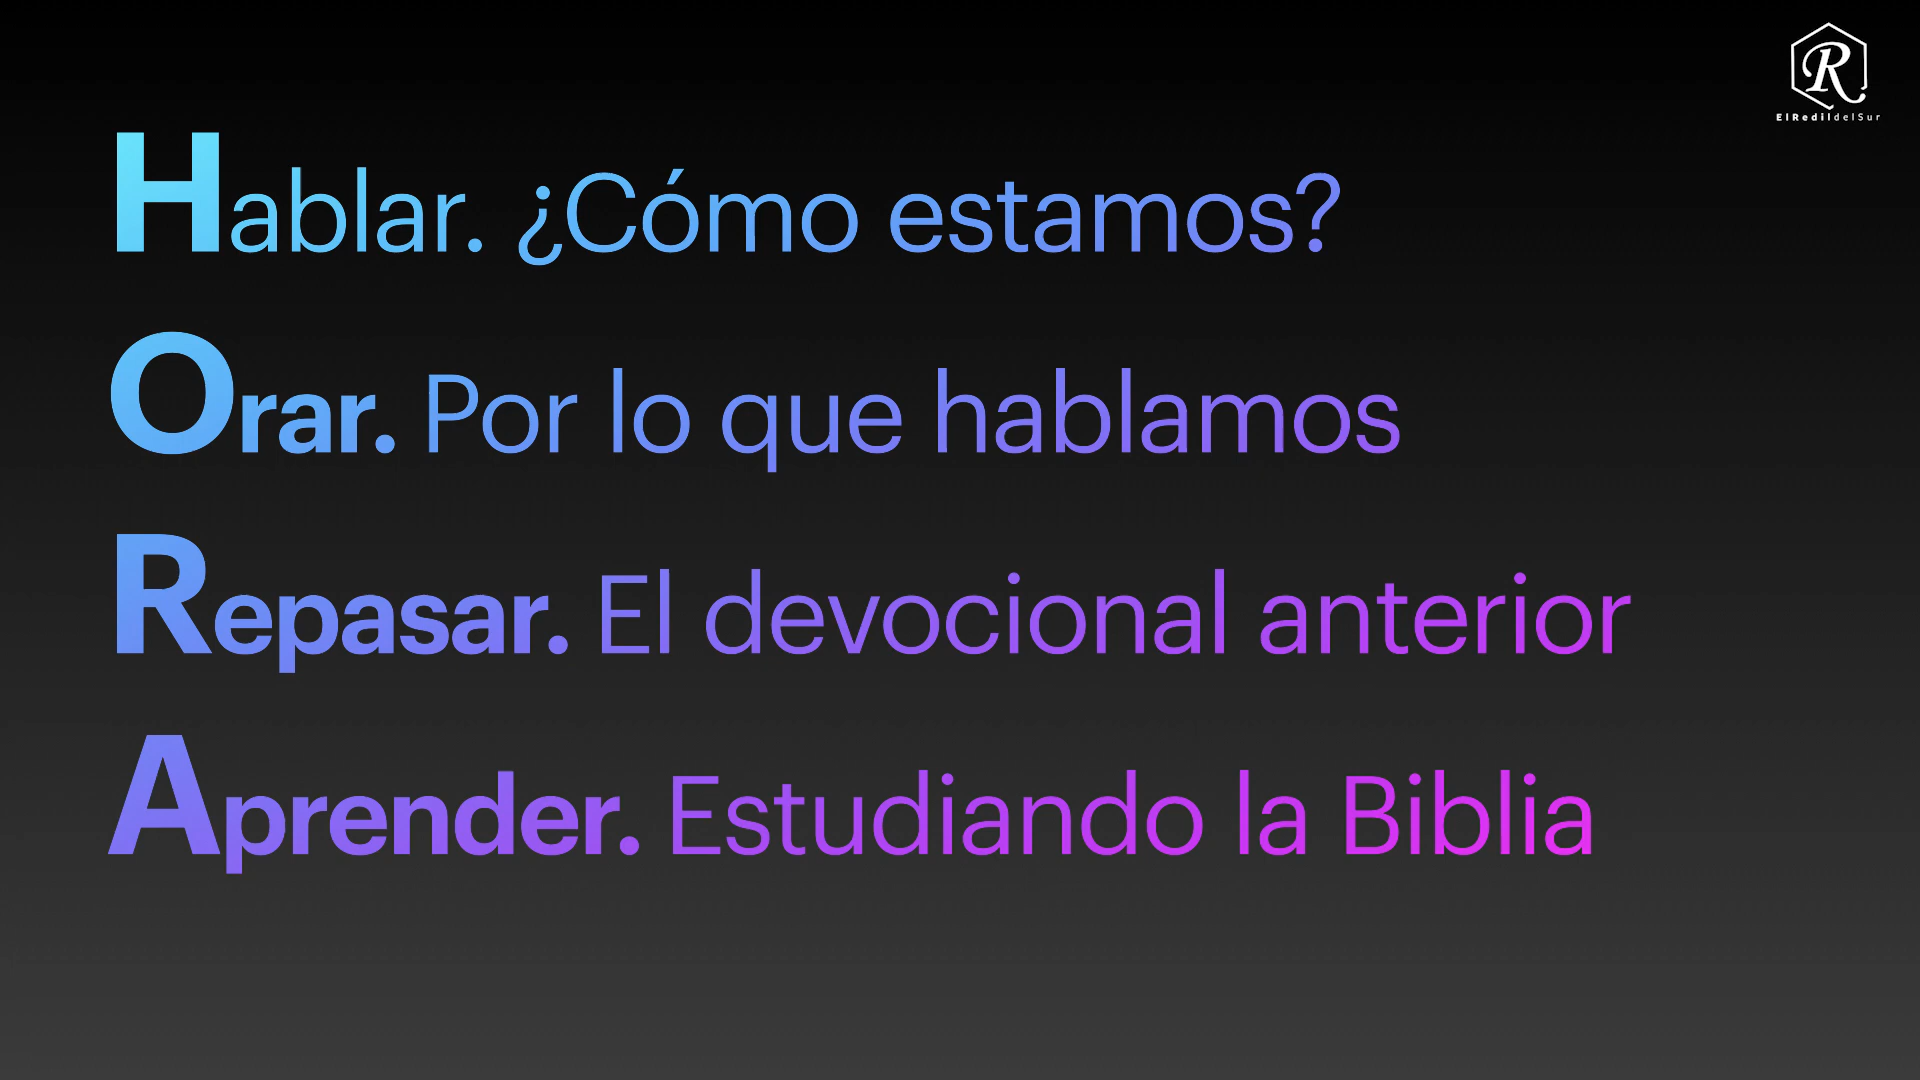 ElRedildelSur
Hablar. ¿Cómo estamos?
Orar. Por lo que hablamos
Repasar. El devocional anterior
Aprender. Estudiando la Biblia